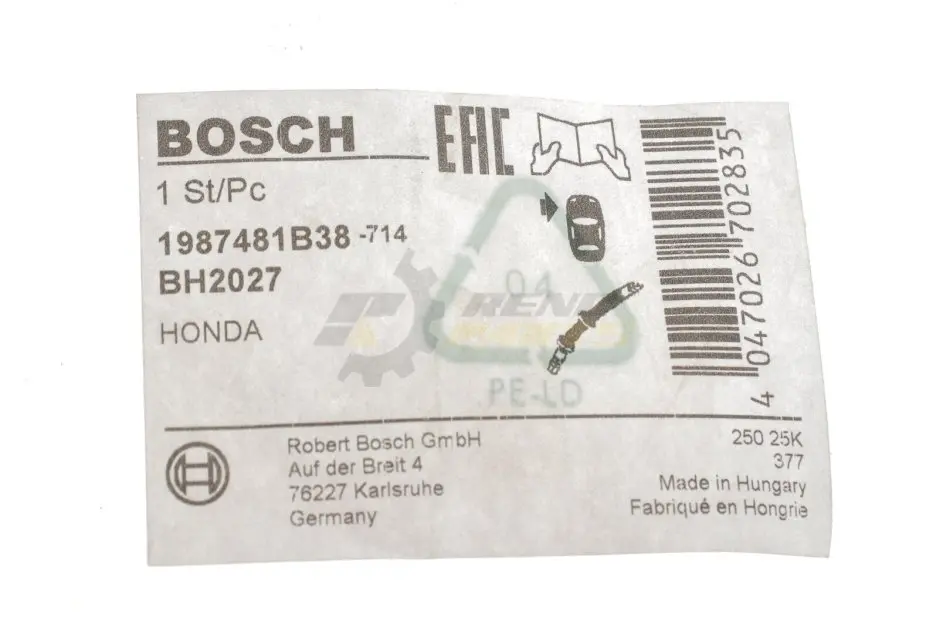 BOSCH
EAC
1 St/Pc
1987481B38 -714
BH2027
HONDA
04
PE-LD
4 047026 702835
Robert Bosch GmbH
Auf der Breit 4
76227 Karlsruhe
Germany
250 25K
377
Made in Hungary
Fabriqué en Hongrie